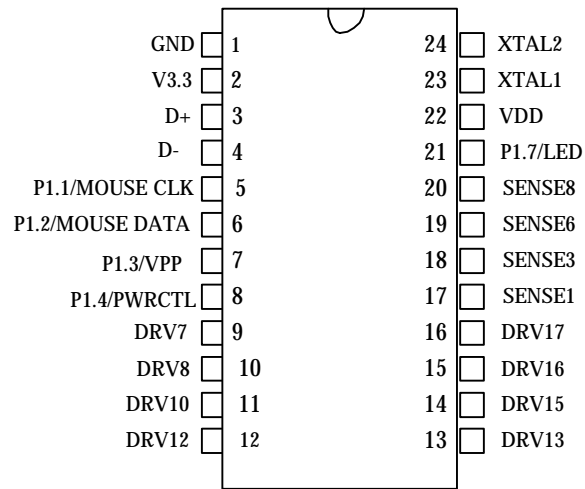 GND 1 24 XTAL2
V3.3 2 23 XTAL1
D+ 3 22 VDD
D- 4 21 P1.7/LED
P1.1/MOUSE CLK 5 20 SENSE8
P1.2/MOUSE DATA 6 19 SENSE6
P1.3/VPP 7 18 SENSE3
P1.4/PWRCTL 8 17 SENSE1
DRV7 9 16 DRV17
DRV8 10 15 DRV16
DRV10 11 14 DRV15
DRV12 12 13 DRV13